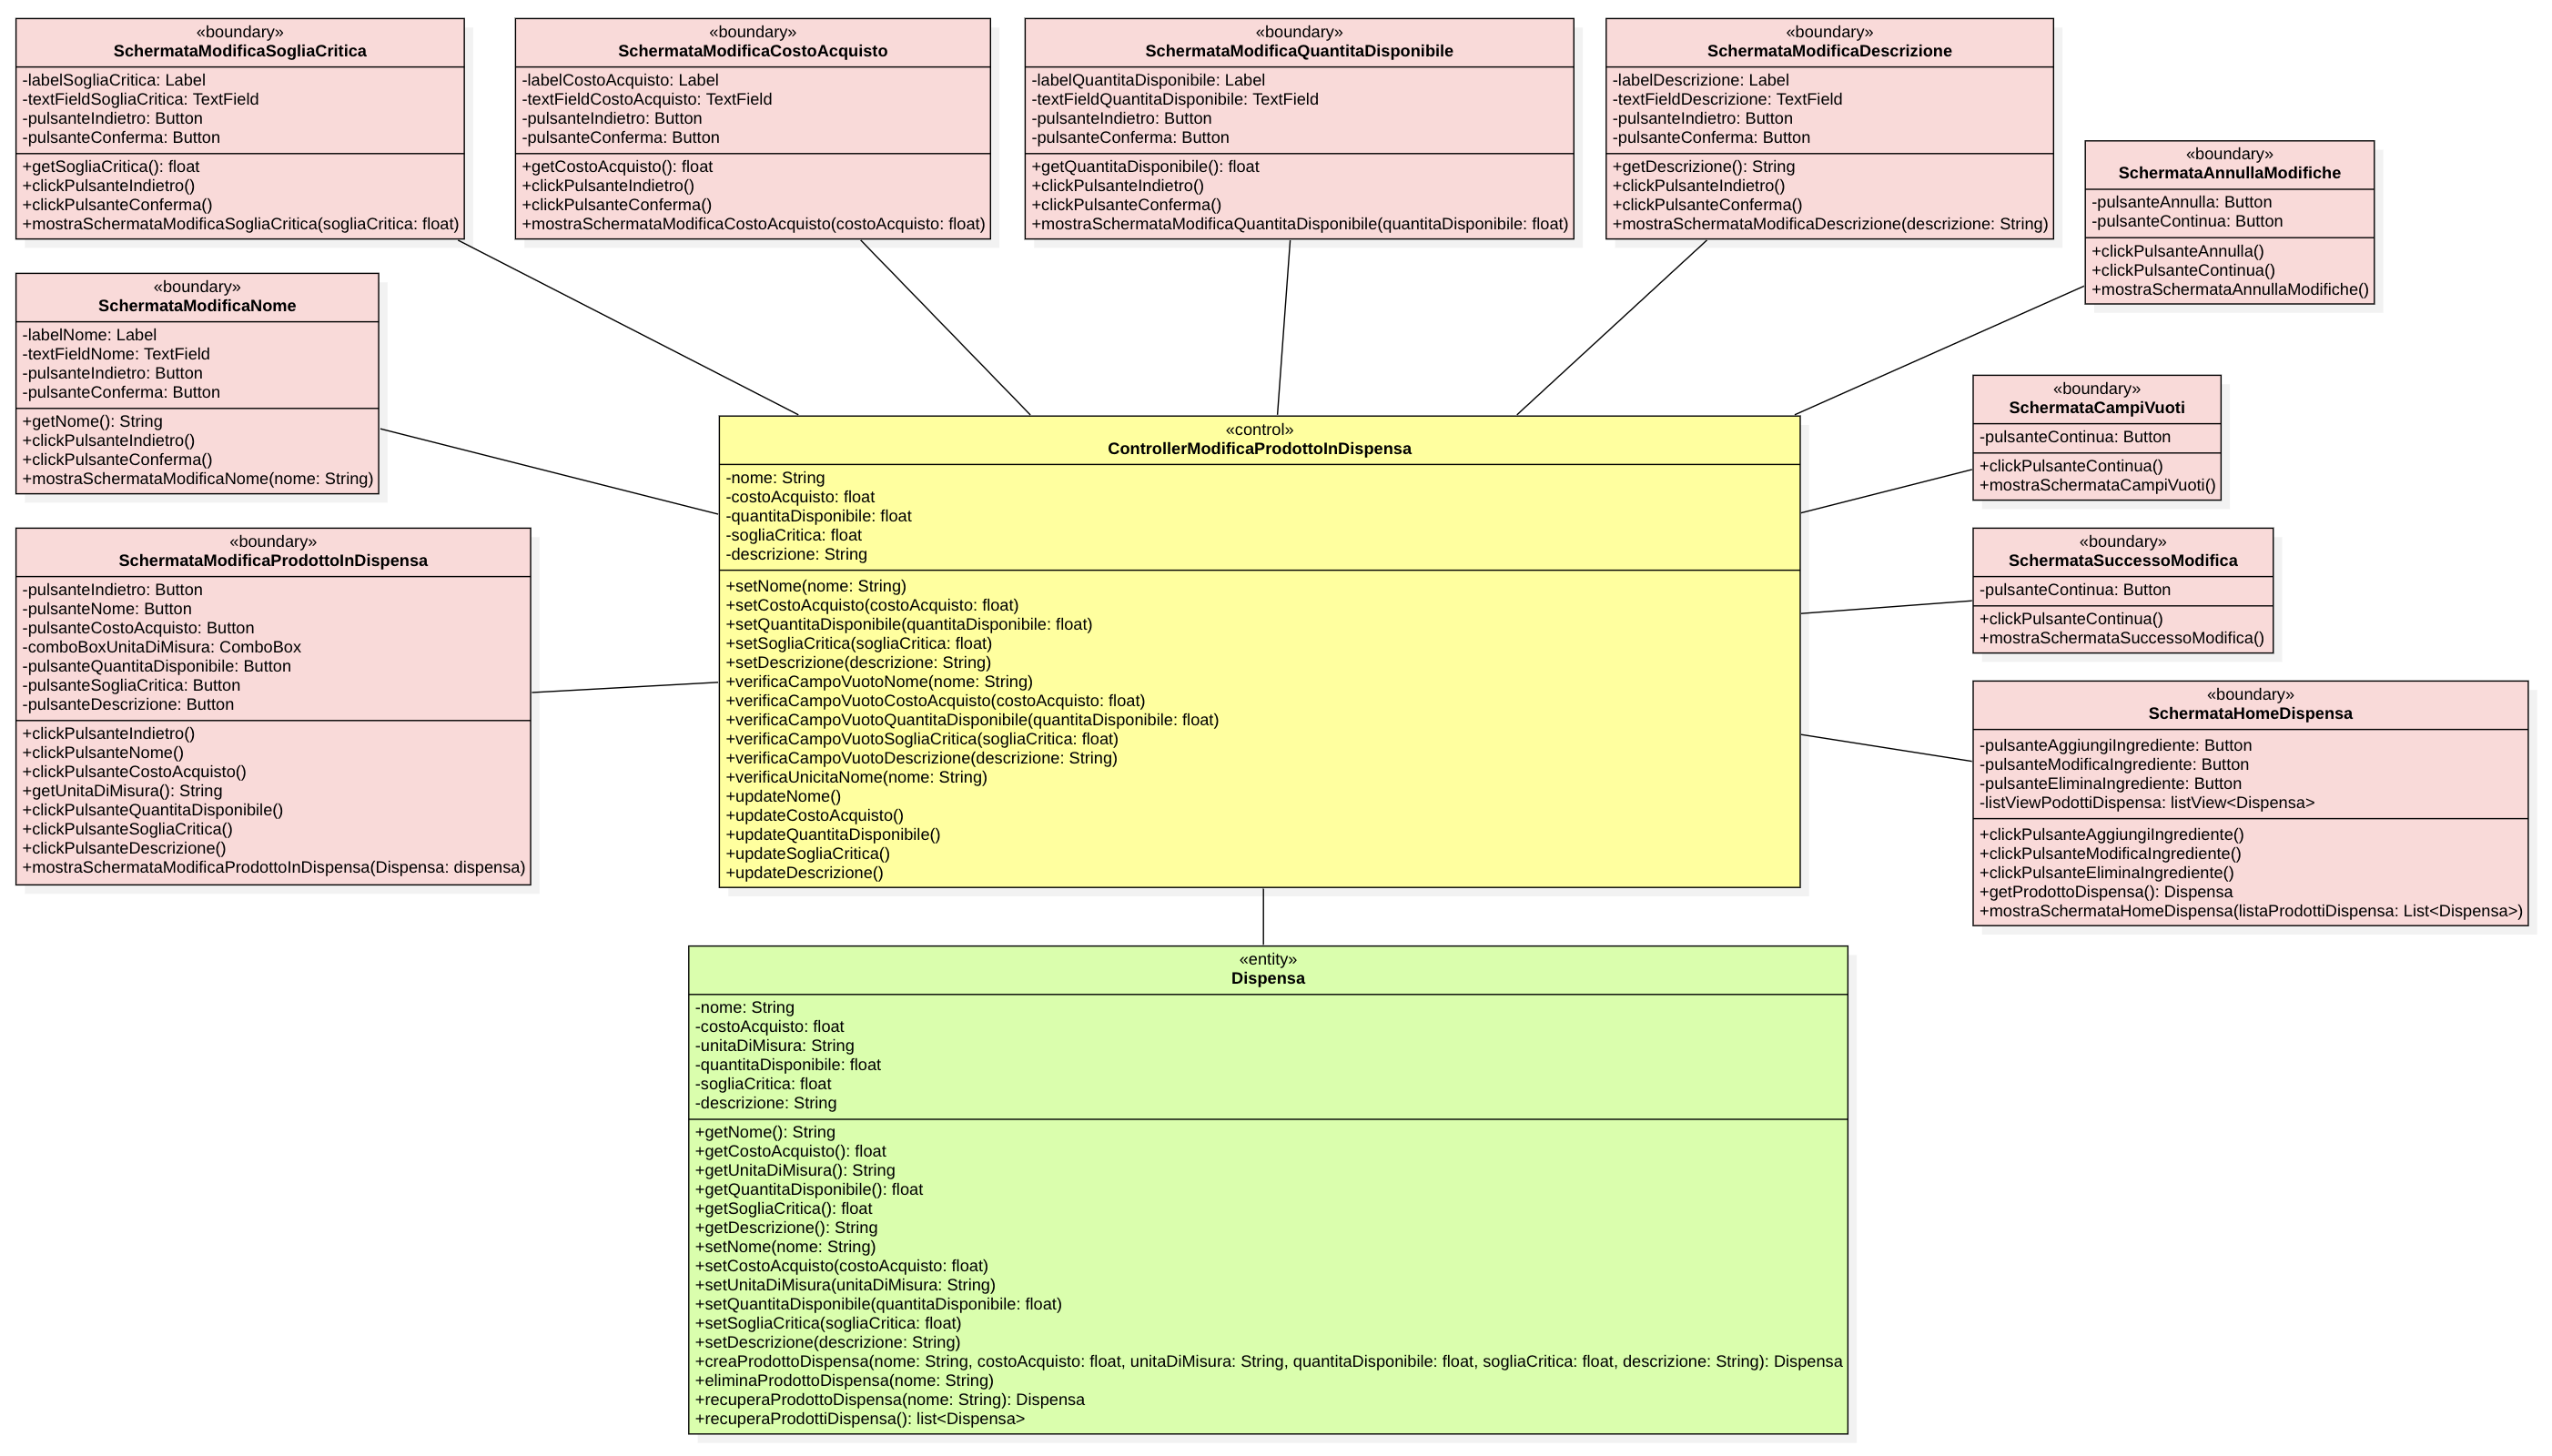 «boundary»
SchermataModificaSogliaCritica
-labelSogliaCritica: Label
-textFieldSogliaCritica: TextField
-pulsanteIndietro: Button
-pulsanteConferma: Button
+getSogliaCritica(): float
+clickPulsanteIndietro()
+clickPulsanteConferma()
+mostraSchermataModificaSogliaCritica(sogliaCritica: float)
«boundary»
SchermataModificaCostoAcquisto
-labelCostoAcquisto: Label
-textFieldCostoAcquisto: TextField
-pulsanteIndietro: Button
-pulsanteConferma: Button
+getCostoAcquisto(): float
+clickPulsanteIndietro()
+clickPulsanteConferma()
+mostraSchermataModificaCostoAcquisto(costoAcquisto: float)
«boundary»
SchermataModificaQuantitaDisponibile
-labelQuantitaDisponibile: Label
-textFieldQuantitaDisponibile: TextField
-pulsanteIndietro: Button
-pulsanteConferma: Button
+getQuantitaDisponibile(): float
+clickPulsanteIndietro()
+clickPulsanteConferma()
+mostraSchermataModificaQuantitaDisponibile(quantitaDisponibile: float)
«boundary»
SchermataModificaDescrizione
-labelDescrizione: Label
-textFieldDescrizione: TextField
-pulsanteIndietro: Button
-pulsanteConferma: Button
+getDescrizione(): String
+clickPulsanteIndietro()
+clickPulsanteConferma()
+mostraSchermataModificaDescrizione(descrizione: String)
«boundary»
SchermataAnnullaModifiche
-pulsanteAnnulla: Button
-pulsanteContinua: Button
+clickPulsanteAnnulla()
+clickPulsanteContinua()
+mostraSchermataAnnullaModifiche()
«boundary»
SchermataModificaNome
-labelNome: Label
-textFieldNome: TextField
-pulsanteIndietro: Button
-pulsanteConferma: Button
+getNome(): String
+clickPulsanteIndietro()
+clickPulsanteConferma()
+mostraSchermataModificaNome(nome: String)
«boundary»
SchermataCampiVuoti
-pulsanteContinua: Button
+clickPulsanteContinua()
+mostraSchermataCampiVuoti()
«control»
ControllerModificaProdottoInDispensa
-nome: String
-costoAcquisto: float
-quantitaDisponibile: float
-sogliaCritica: float
-descrizione: String
+setNome(nome: String)
+setCostoAcquisto(costoAcquisto: float)
+setQuantitaDisponibile(quantitaDisponibile: float)
+setSogliaCritica(sogliaCritica: float)
+setDescrizione(descrizione: String)
+verificaCampoVuotoNome(nome: String)
+verificaCampoVuotoCostoAcquisto(costoAcquisto: float)
+verificaCampoVuotoQuantitaDisponibile(quantitaDisponibile: float)
+verificaCampoVuotoSogliaCritica(sogliaCritica: float)
+verificaCampoVuotoDescrizione(descrizione: String)
+verificaUnicitaNome(nome: String)
+updateNome()
+updateCostoAcquisto()
+updateQuantitaDisponibile()
+updateSogliaCritica()
+updateDescrizione()
«boundary»
SchermataModificaProdottoInDispensa
-pulsanteIndietro: Button
-pulsanteNome: Button
-pulsanteCostoAcquisto: Button
-comboBoxUnitaDiMisura: ComboBox
-pulsanteQuantitaDisponibile: Button
-pulsanteSogliaCritica: Button
-pulsanteDescrizione: Button
+clickPulsanteIndietro()
+clickPulsanteNome()
+clickPulsanteCostoAcquisto()
+getUnitaDiMisura(): String
+clickPulsanteQuantitaDisponibile()
+clickPulsanteSogliaCritica()
+clickPulsanteDescrizione()
+mostraSchermataModificaProdottoInDispensa(Dispensa: dispensa)
«boundary»
SchermataSuccessoModifica
-pulsanteContinua: Button
+clickPulsanteContinua()
+mostraSchermataSuccessoModifica()
«boundary»
SchermataHomeDispensa
-pulsanteAggiungiIngrediente: Button
-pulsanteModificaIngrediente: Button
-pulsanteEliminaIngrediente: Button
-listViewPodottiDispensa: listView<Dispensa>
+clickPulsanteAggiungiIngrediente()
+clickPulsanteModificaIngrediente()
+clickPulsanteEliminaIngrediente()
+getProdottoDispensa(): Dispensa
+mostraSchermataHomeDispensa(listaProdottiDispensa: List<Dispensa>)
«entity»
Dispensa
-nome: String
-costoAcquisto: float
-unitaDiMisura: String
-quantitaDisponibile: float
-sogliaCritica: float
-descrizione: String
+getNome(): String
+getCostoAcquisto(): float
+getUnitaDiMisura(): String
+getQuantitaDisponibile(): float
+getSogliaCritica(): float
+getDescrizione(): String
+setNome(nome: String)
+setCostoAcquisto(costoAcquisto: float)
+setUnitaDiMisura(unitaDiMisura: String)
+setQuantitaDisponibile(quantitaDisponibile: float)
+setSogliaCritica(sogliaCritica: float)
+setDescrizione(descrizione: String)
+creaProdottoDispensa(nome: String, costoAcquisto: float, unitaDiMisura: String, quantitaDisponibile: float, sogliaCritica: float, descrizione: String): Dispensa
+eliminaProdottoDispensa(nome: String)
+recuperaProdottoDispensa(nome: String): Dispensa
+recuperaProdottiDispensa(): list<Dispensa>